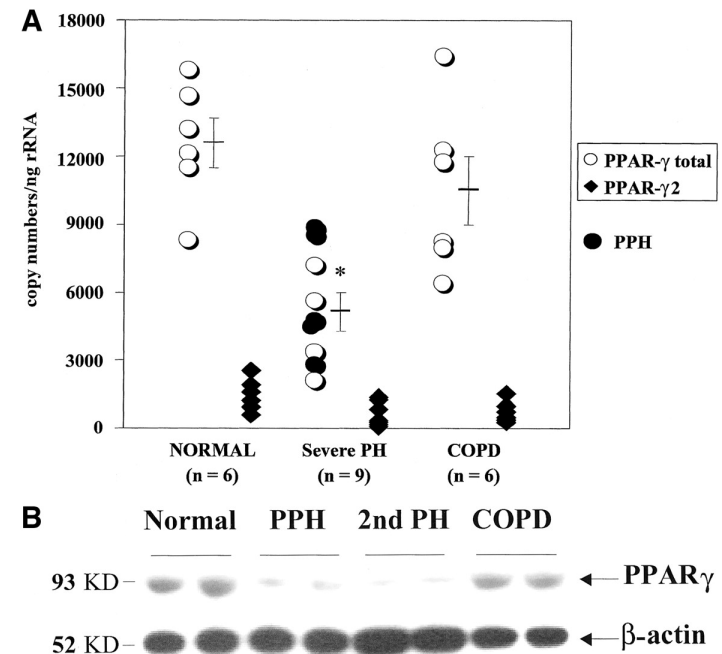 A
18000
15000
12000
9000
6000
3000
0
copy numbers/ng rRNA
*
NORMAL
(n = 6)
Severe PH
(n = 9)
COPD
(n = 6)
PPAR-γ total
PPAR-γ2
PPH
B
Normal PPH 2nd PH COPD
93 KD
PPARγ
52 KD
β-actin